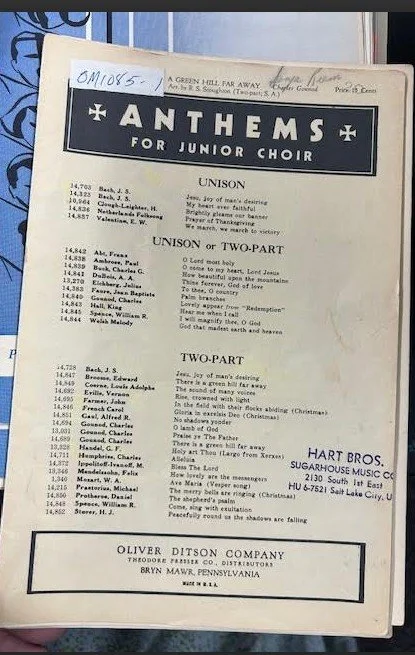 OM1085-1
A GREEN HILL FAR AWAY
Arr. by R. S. Stoughton (Two-part, S. A.) Charles Gounod Price 15 Cents
ANTHEMS
FOR JUNIOR CHOIR
UNISON
14,703 Bach, J. S. Jesu, joy of man's desiring
14,325 Bach, J. S. My heart ever faithful
10,964 Clough-Leighter, H. Brightly gleams our banner
14,836 Netherlands Folksong Prayer of Thanksgiving
14,837 Valentine, E. W. We march, we march to victory
UNISON or TWO-PART
14,842 Abt, Franz O Lord most holy
14,838 Ambrose, Paul O come to my heart, Lord Jesus
14,839 Buck, Charles G. How beautiful upon the mountains
14,841 DuBois, A. A. Thine forever, God of love
13,270 Eichberg, Julius To thee, O country
14,383 Faure, Jean Baptiste Palm branches
14,840 Gounod, Charles Lovely appear from "Redemption"
14,843 Hall, King Hear me when I call
14,845 Spence, William R. I will magnify thee, O God
14,844 Welsh Melody God that madest earth and heaven
TWO-PART
14,728 Bach, J. S. Jesu, joy of man's desiring
14,847 Broome, Edward There is a green hill far away
14,849 Coerne, Louis Adolphe The sound of many voices
14,692 Erville, Vernon Rise, crowned with light
14,695 Farmer, John In the field with their flocks abiding (Christmas)
14,846 French Carol Gloria in excelsis Deo (Christmas)
14,851 Gaul, Alfred R. No shadows yonder
14,694 Gounod, Charles O lamb of God
13,001 Gounod, Charles Praise ye The Father
14,689 Gounod, Charles There is a green hill far away
13,328 Handel, G. F. Holy art Thou (Largo from Xerxes)
14,711 Humphries, Charles Alleluia
14,372 Ippolitoff-Ivanoff, M. Bless The Lord
13,346 Mendelssohn, Felix How lovely are the messengers
1,340 Mozart, W. A. Ave Maria (Vesper song)
14,215 Praetorius, Michael The merry bells are ringing (Christmas)
14,850 Protheroe, Daniel The shepherd's psalm
14,848 Spence, William R. Come, sing with exultation
14,852 Storer, H. J. Peacefully round us the shadows are falling
HART BROS.
SUGARHOUSE MUSIC CO
2130 South 1st East
HU 6-7521 Salt Lake City, U
OLIVER DITSON COMPANY
THEODORE PRESSER CO., DISTRIBUTORS
BRYN MAWR, PENNSYLVANIA
MADE IN U.S.A.